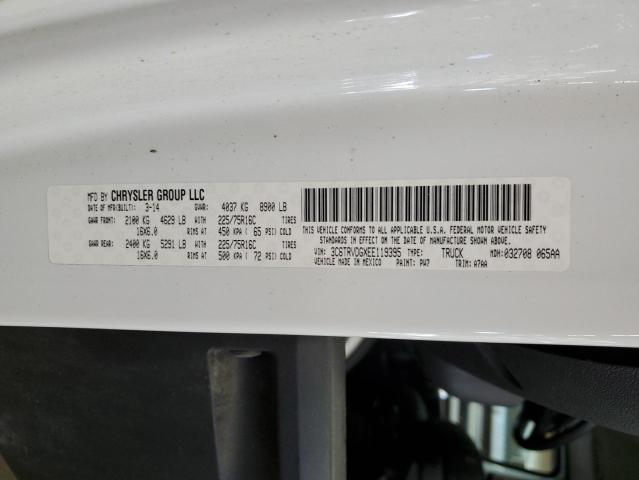 MFD BY CHRYSLER GROUP LLC
DATE OF MFR(BUILT): 3-14 GVWR: 4037 KG 8900 LB
GAWR FRONT: 2100 KG 4629 LB WITH 225/75R16C TIRES
16X6.0 RIMS AT 450 KPA ( 65 PSI) COLD
GAWR REAR: 2400 KG 5291 LB WITH 225/75R16C TIRES
16X6.0 RIMS AT 500 KPA ( 72 PSI) COLD
THIS VEHICLE CONFORMS TO ALL APPLICABLE U.S.A. FEDERAL MOTOR VEHICLE SAFETY
STANDARDS IN EFFECT ON THE DATE OF MANUFACTURE SHOWN ABOVE.
VIN: 3C6TRVDGXEE119395 TYPE: TRUCK MDH: 032708 065AA
VEHICLE MADE IN MEXICO PAINT: PW7 TRIM: A7AA